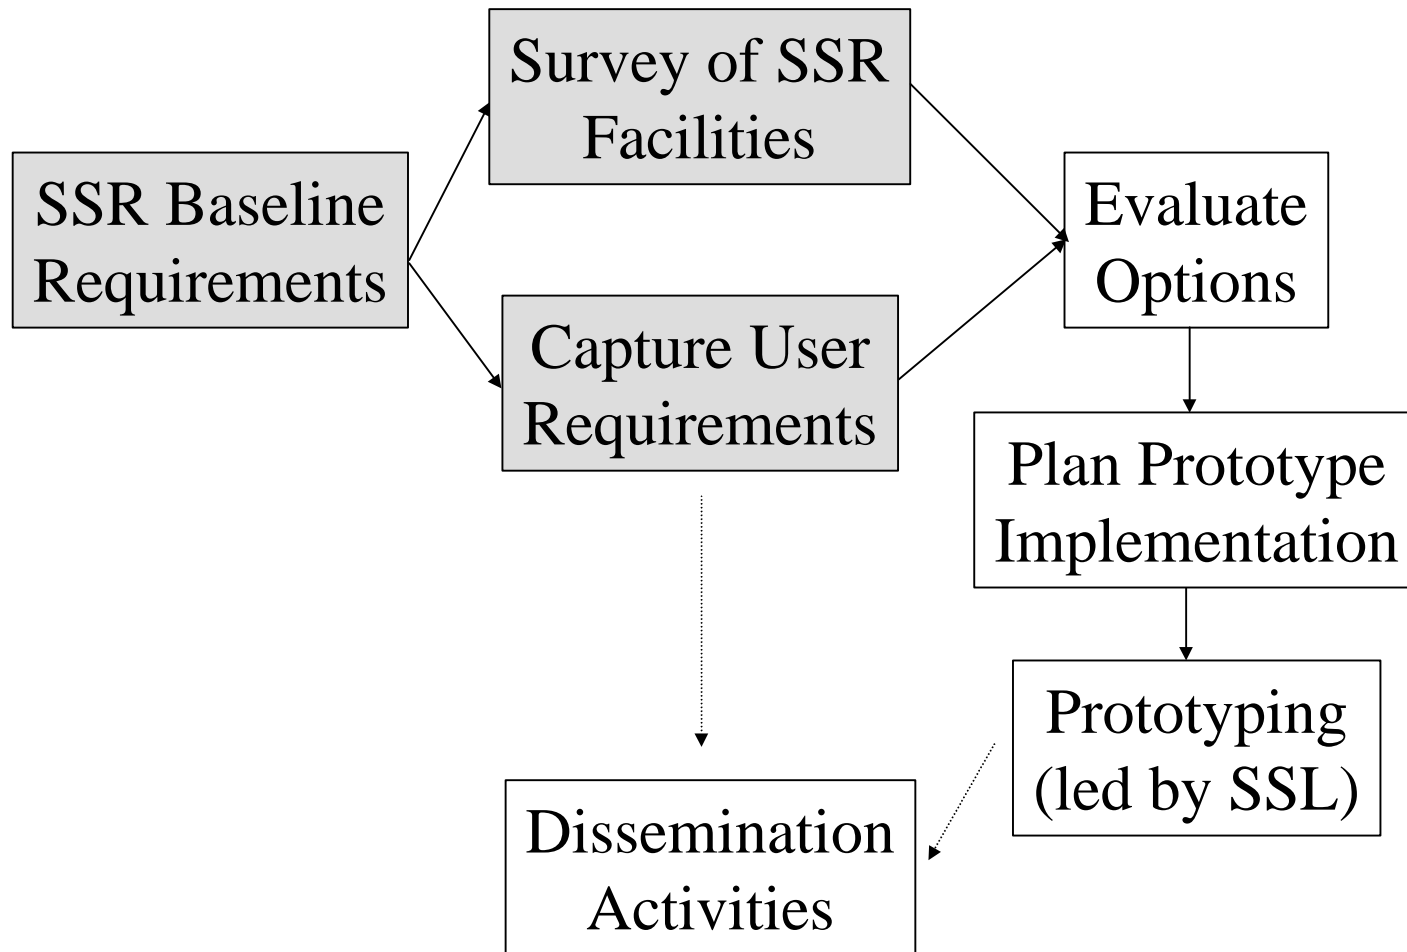 Survey of SSR
Facilities
SSR Baseline
Requirements
Evaluate
Options
Capture User
Requirements
Plan Prototype
Implementation
Prototyping
(led by SSL)
Dissemination
Activities